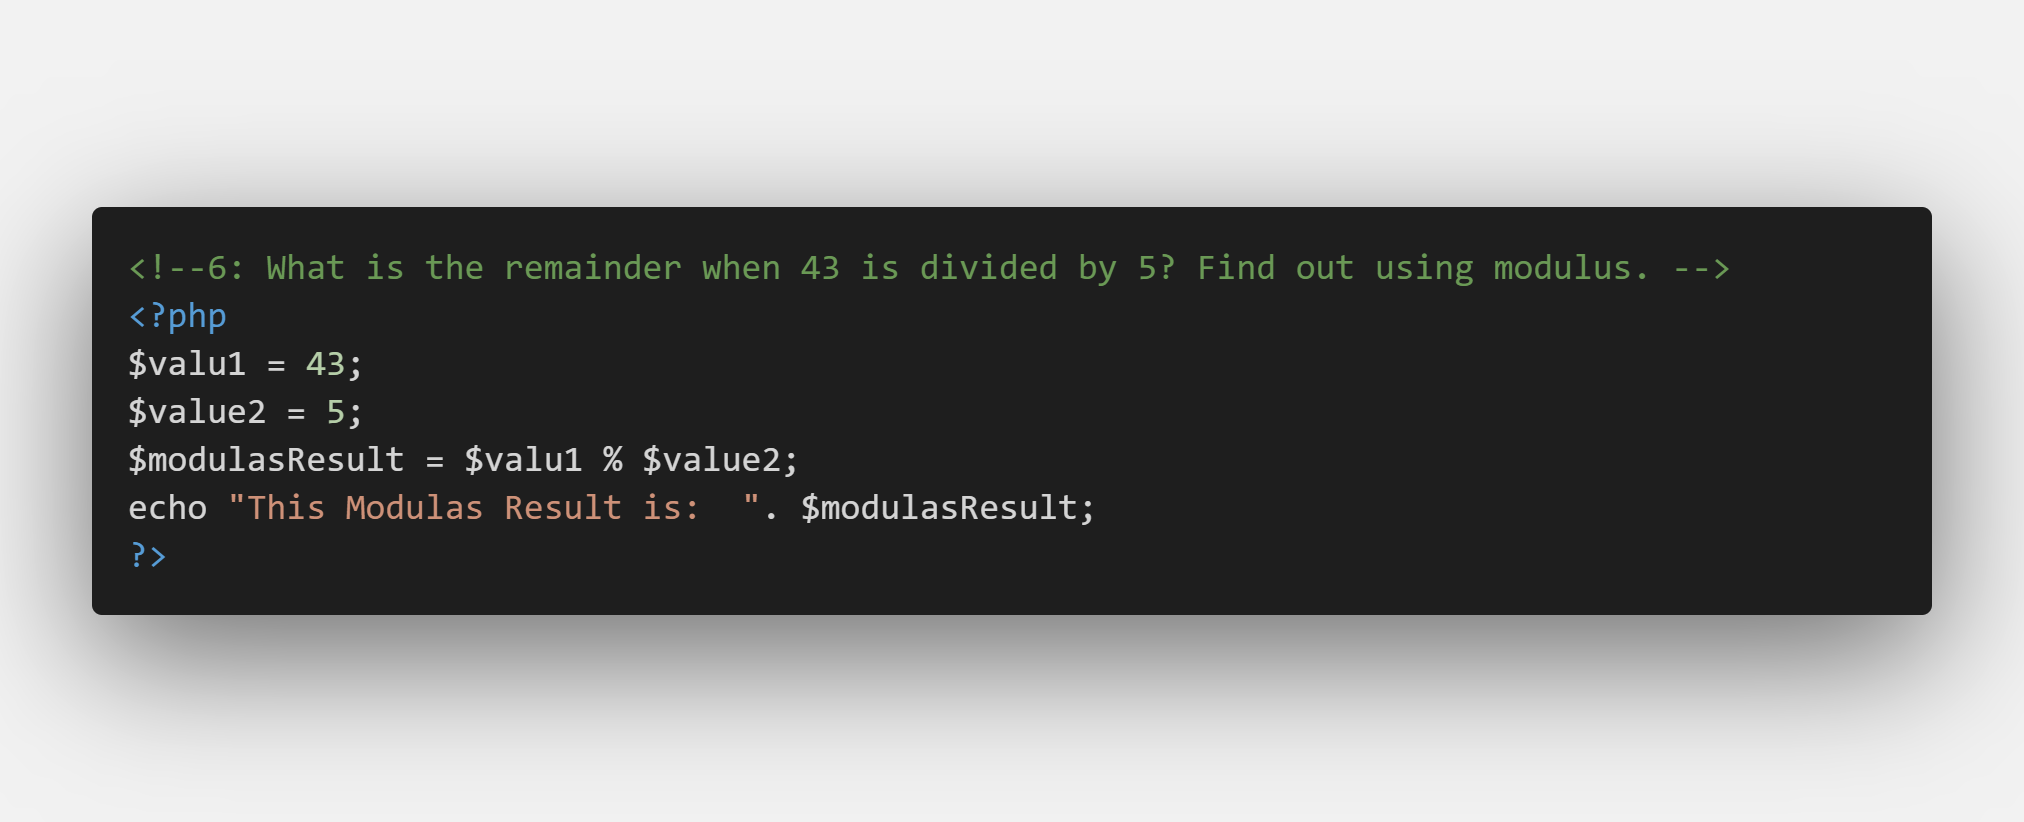 <!--6: What is the remainder when 43 is divided by 5? Find out using modulus. -->
<?php
$valu1 = 43;
$value2 = 5;
$modulasResult = $valu1 % $value2;
echo "This Modulas Result is:  ". $modulasResult;
?>